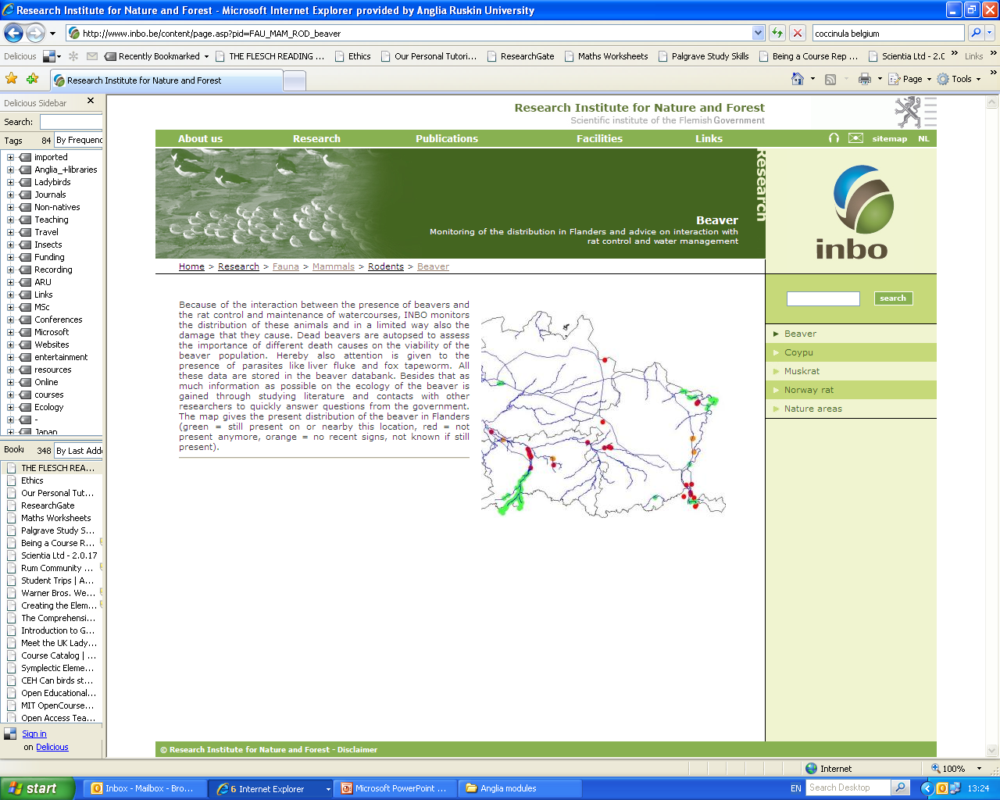 Research Institute for Nature and Forest - Microsoft Internet Explorer provided by Anglia Ruskin University
http://www.inbo.be/content/page.asp?pid=FAU_MAM_ROD_beaver
coccinula belgium
Delicious
Recently Bookmarked
THE FLESCH READING ...
Ethics
Our Personal Tutori...
ResearchGate
Maths Worksheets
Palgrave Study Skills
Being a Course Rep ...
Scientia Ltd - 2.0
Links
Research Institute for Nature and Forest
Page
Tools
Delicious Sidebar
Search:
Tags 84 By Frequenc
imported
Anglia_+libraries
Ladybirds
Journals
Non-natives
Teaching
Travel
Insects
Funding
Recording
ARU
Links
MSc
Conferences
Microsoft
Websites
entertainment
resources
Online
courses
Ecology
-
Japan
Book 348 By Last Adde
THE FLESCH REA...
Ethics
Our Personal Tut...
ResearchGate
Maths Worksheets
Palgrave Study S...
Being a Course R...
Scientia Ltd - 2.0.17
Rum Community ...
Student Trips | A...
Warner Bros. We...
Creating the Elem...
The Comprehensi...
Introduction to G...
Meet the UK Lady...
Course Catalog | ...
Symplectic Eleme...
CEH Can birds st...
Open Educational...
MIT OpenCourse...
Open Access Tea...
Sign in
on Delicious
Research Institute for Nature and Forest
Scientific institute of the Flemish Government
About us Research Publications Facilities Links sitemap NL
Research
Beaver
Monitoring of the distribution in Flanders and advice on interaction with
rat control and water management
inbo
Home > Research > Fauna > Mammals > Rodents > Beaver
search
Beaver
Coypu
Muskrat
Norway rat
Nature areas
Because of the interaction between the presence of beavers and
the rat control and maintenance of watercourses, INBO monitors
the distribution of these animals and in a limited way also the
damage that they cause. Dead beavers are autopsed to assess
the importance of different death causes on the viability of the
beaver population. Hereby also attention is given to the
presence of parasites like liver fluke and fox tapeworm. All
these data are stored in the beaver databank. Besides that as
much information as possible on the ecology of the beaver is
gained through studying literature and contacts with other
researchers to quickly answer questions from the government.
The map gives the present distribution of the beaver in Flanders
(green = still present on or nearby this location, red = not
present anymore, orange = no recent signs, not known if still
present).
© Research Institute for Nature and Forest - Disclaimer
Internet
100%
start
Inbox - Mailbox - Bro...
6 Internet Explorer
Microsoft PowerPoint ...
Anglia modules
EN
Search Desktop
13:24